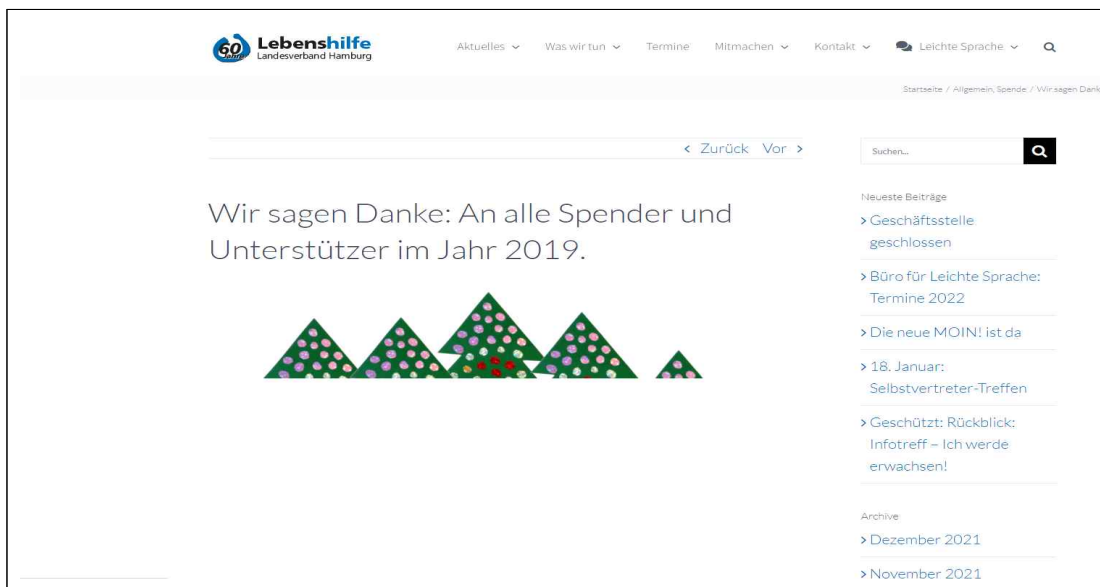 60 Jahre
Lebenshilfe
Landesverband Hamburg
Aktuelles Was wir tun Termine Mitmachen Kontakt Leichte Sprache
Startseite / Allgemein, Spende / Wir sagen Dank
< Zurück Vor >
Suchen...
Wir sagen Danke: An alle Spender und
Unterstützer im Jahr 2019.
Neueste Beiträge
> Geschäftsstelle
geschlossen
> Büro für Leichte Sprache:
Termine 2022
> Die neue MOIN! ist da
> 18. Januar:
Selbstvertreter-Treffen
> Geschützt: Rückblick:
Infotreff – Ich werde
erwachsen!
Archive
> Dezember 2021
> November 2021